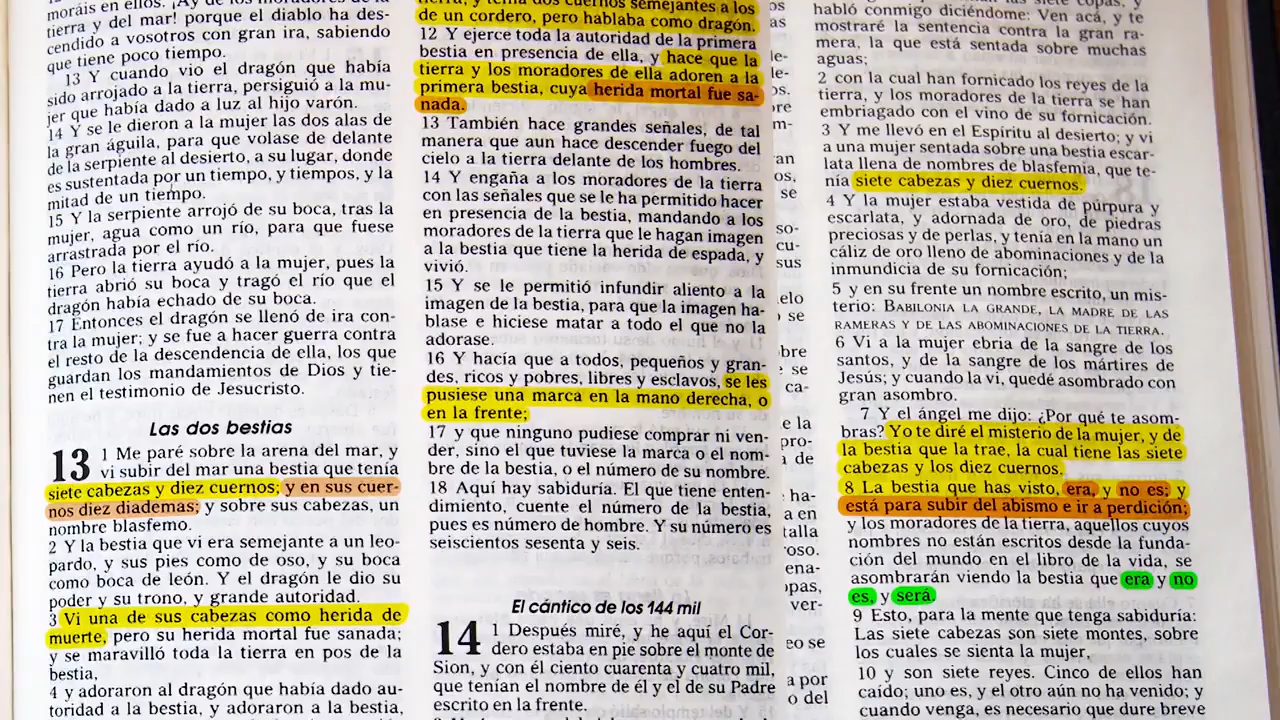 moráis en ellos. ¡Ay de los moradores de la
tierra y del mar! porque el diablo ha des-
cendido a vosotros con gran ira, sabiendo
que tiene poco tiempo.
13 Y cuando vio el dragón que había
sido arrojado a la tierra, persiguió a la mu-
jer que había dado a luz al hijo varón.
14 Y se le dieron a la mujer las dos alas de
la gran águila, para que volase de delante
de la serpiente al desierto, a su lugar, donde
es sustentada por un tiempo, y tiempos, y la
mitad de un tiempo.
15 Y la serpiente arrojó de su boca, tras la
mujer, agua como un río, para que fuese
arrastrada por el río.
16 Pero la tierra ayudó a la mujer, pues la
tierra abrió su boca y tragó el río que el
dragón había echado de su boca.
17 Entonces el dragón se llenó de ira con-
tra la mujer; y se fue a hacer guerra contra
el resto de la descendencia de ella, los que
guardan los mandamientos de Dios y tie-
nen el testimonio de Jesucristo.
Las dos bestias
13 1 Me paré sobre la arena del mar, y
vi subir del mar una bestia que tenía
siete cabezas y diez cuernos; y en sus cuer-
nos diez diademas; y sobre sus cabezas, un
nombre blasfemo.
2 Y la bestia que vi era semejante a un leo-
pardo, y sus pies como de oso, y su boca
como boca de león. Y el dragón le dio su
poder y su trono, y grande autoridad.
3 Vi una de sus cabezas como herida de
muerte, pero su herida mortal fue sanada;
y se maravilló toda la tierra en pos de la
bestia,
4 y adoraron al dragón que había dado au-
toridad a la bestia, y adoraron a la bestia,
tierra, y tenía dos cuernos semejantes a los
de un cordero, pero hablaba como dragón.
12 Y ejerce toda la autoridad de la primera
bestia en presencia de ella, y hace que la
tierra y los moradores de ella adoren a la
primera bestia, cuya herida mortal fue sa-
nada.
13 También hace grandes señales, de tal
manera que aun hace descender fuego del
cielo a la tierra delante de los hombres.
14 Y engaña a los moradores de la tierra
con las señales que se le ha permitido hacer
en presencia de la bestia, mandando a los
moradores de la tierra que le hagan imagen
a la bestia que tiene la herida de espada, y
vivió.
15 Y se le permitió infundir aliento a la
imagen de la bestia, para que la imagen ha-
blase e hiciese matar a todo el que no la
adorase.
16 Y hacía que a todos, pequeños y gran-
des, ricos y pobres, libres y esclavos, se les
pusiese una marca en la mano derecha, o
en la frente;
17 y que ninguno pudiese comprar ni ven-
der, sino el que tuviese la marca o el nom-
bre de la bestia, o el número de su nombre.
18 Aquí hay sabiduría. El que tiene enten-
dimiento, cuente el número de la bestia,
pues es número de hombre. Y su número es
seiscientos sesenta y seis.
El cántico de los 144 mil
14 1 Después miré, y he aquí el Cor-
dero estaba en pie sobre el monte de
Sion, y con él ciento cuarenta y cuatro mil,
que tenían el nombre de él y el de su Padre
escrito en la frente.
habló conmigo diciéndome: Ven acá, y te
mostraré la sentencia contra la gran ra-
mera, la que está sentada sobre muchas
aguas;
2 con la cual han fornicado los reyes de la
tierra, y los moradores de la tierra se han
embriagado con el vino de su fornicación.
3 Y me llevó en el Espíritu al desierto; y vi
a una mujer sentada sobre una bestia escar-
lata llena de nombres de blasfemia, que te-
nía siete cabezas y diez cuernos.
4 Y la mujer estaba vestida de púrpura y
escarlata, y adornada de oro, de piedras
preciosas y de perlas, y tenía en la mano un
cáliz de oro lleno de abominaciones y de la
inmundicia de su fornicación;
5 y en su frente un nombre escrito, un mis-
terio: BABILONIA LA GRANDE, LA MADRE DE LAS
RAMERAS Y DE LAS ABOMINACIONES DE LA TIERRA.
6 Vi a la mujer ebria de la sangre de los
santos, y de la sangre de los mártires de
Jesús; y cuando la vi, quedé asombrado con
gran asombro.
7 Y el ángel me dijo: ¿Por qué te asom-
bras? Yo te diré el misterio de la mujer, y de
la bestia que la trae, la cual tiene las siete
cabezas y los diez cuernos.
8 La bestia que has visto, era, y no es; y
está para subir del abismo e ir a perdición;
y los moradores de la tierra, aquellos cuyos
nombres no están escritos desde la funda-
ción del mundo en el libro de la vida, se
asombrarán viendo la bestia que era y no
es, y será.
9 Esto, para la mente que tenga sabiduría:
Las siete cabezas son siete montes, sobre
los cuales se sienta la mujer,
10 y son siete reyes. Cinco de ellos han
caído; uno es, y el otro aún no ha venido; y
cuando venga, es necesario que dure breve